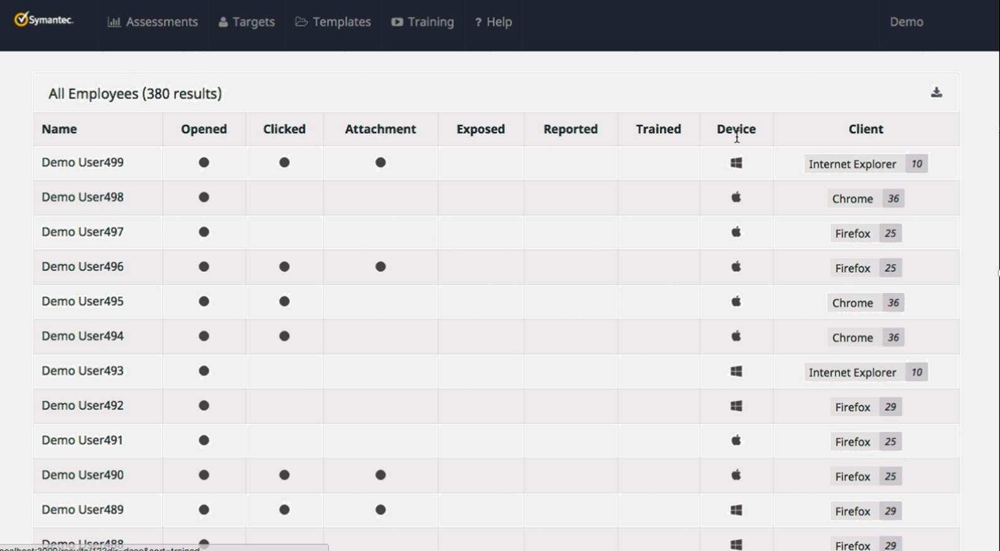 Symantec. Assessments Targets Templates Training ? Help Demo
All Employees (380 results)
Name Opened Clicked Attachment Exposed Reported Trained Device Client
Demo User499 Internet Explorer 10
Demo User498 Chrome 36
Demo User497 Firefox 25
Demo User496 Firefox 25
Demo User495 Chrome 36
Demo User494 Chrome 36
Demo User493 Internet Explorer 10
Demo User492 Firefox 29
Demo User491 Firefox 25
Demo User490 Firefox 25
Demo User489 Firefox 29
Demo User488 Firefox 29